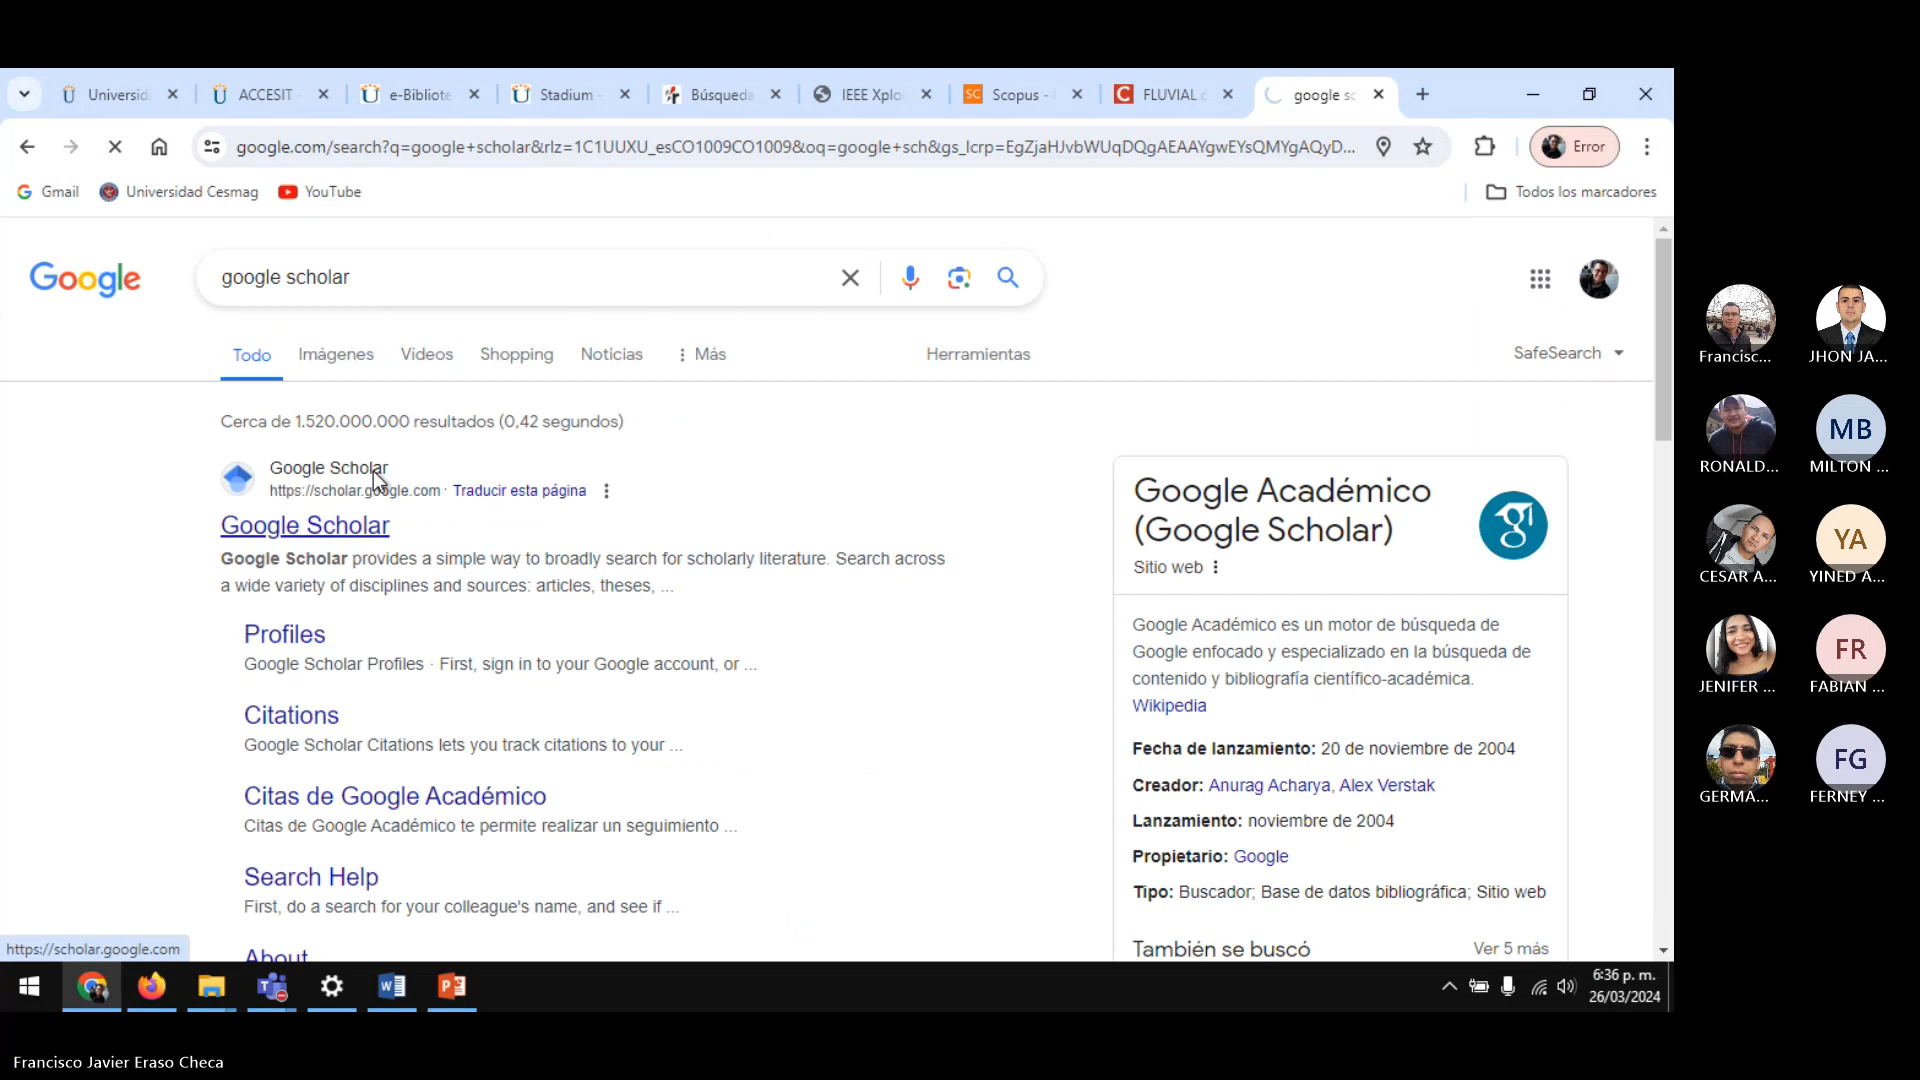 Universid
ACCESIT -
e-Bibliote
Stadium -
Búsqueda
IEEE Xplo
Scopus -
FLUVIAL
google sc
google.com/search?q=google+scholar&rlz=1C1UUXU_esCO1009CO1009&oq=google+sch&gs_lcrp=EgZjaHJvbWUqDQgAEAAYgwEYsQMYgAQyD...
Error
Gmail
Universidad Cesmag
YouTube
Todos los marcadores
Google
google scholar
Todo
Imágenes
Videos
Shopping
Noticias
Más
Herramientas
SafeSearch
Cerca de 1.520.000.000 resultados (0,42 segundos)
Google Scholar
https://scholar.google.com · Traducir esta página
Google Scholar
Google Scholar provides a simple way to broadly search for scholarly literature. Search across
a wide variety of disciplines and sources: articles, theses, ...
Profiles
Google Scholar Profiles · First, sign in to your Google account, or ...
Citations
Google Scholar Citations lets you track citations to your ...
Citas de Google Académico
Citas de Google Académico te permite realizar un seguimiento ...
Search Help
First, do a search for your colleague's name, and see if ...
About
https://scholar.google.com
Google Académico
(Google Scholar)
Sitio web
Google Académico es un motor de búsqueda de
Google enfocado y especializado en la búsqueda de
contenido y bibliografía científico-académica.
Wikipedia
Fecha de lanzamiento: 20 de noviembre de 2004
Creador: Anurag Acharya, Alex Verstak
Lanzamiento: noviembre de 2004
Propietario: Google
Tipo: Buscador; Base de datos bibliográfica; Sitio web
También se buscó
Ver 5 más
6:36 p. m.
26/03/2024
Francisc...
JHON JA...
RONALD...
MB
MILTON ...
CESAR A...
YA
YINED A...
JENIFER ...
FR
FABIAN ...
GERMA...
FG
FERNEY ...
Francisco Javier Eraso Checa